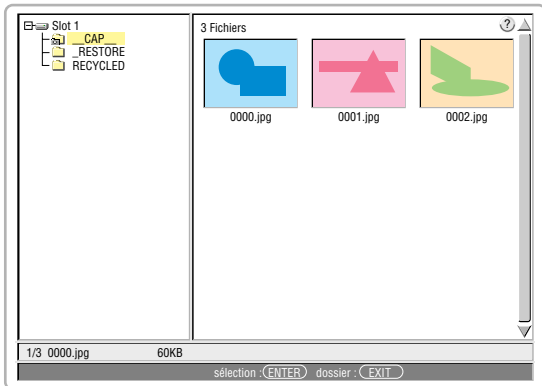 Slot 1
__CAP__
_RESTORE
RECYCLED
3 Fichiers
?
0000.jpg 0001.jpg 0002.jpg
1/3 0000.jpg 60KB
sélection : ENTER dossier : EXIT